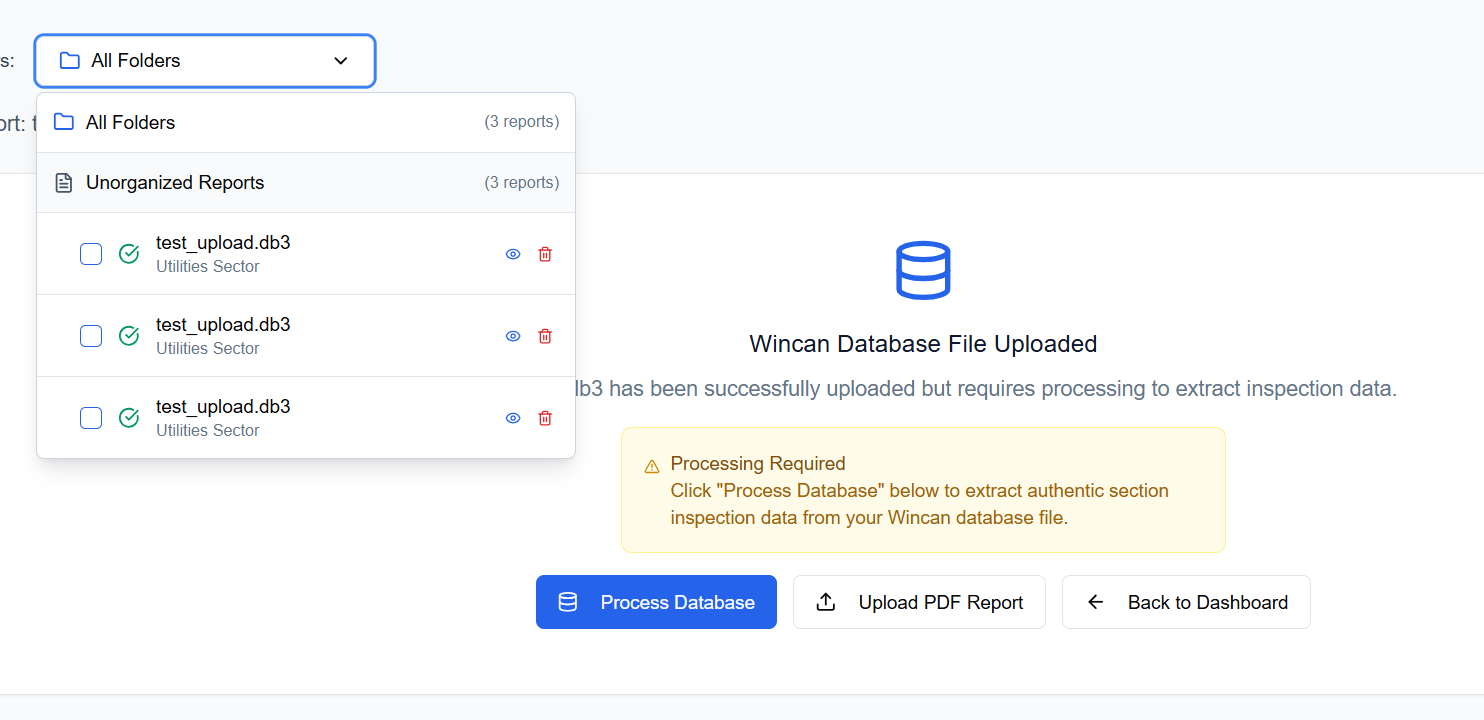 s:
All Folders
ort: t
All Folders (3 reports)
Unorganized Reports (3 reports)
test_upload.db3
Utilities Sector
test_upload.db3
Utilities Sector
test_upload.db3
Utilities Sector
Wincan Database File Uploaded
db3 has been successfully uploaded but requires processing to extract inspection data.
Processing Required
Click "Process Database" below to extract authentic section
inspection data from your Wincan database file.
Process Database
Upload PDF Report
Back to Dashboard